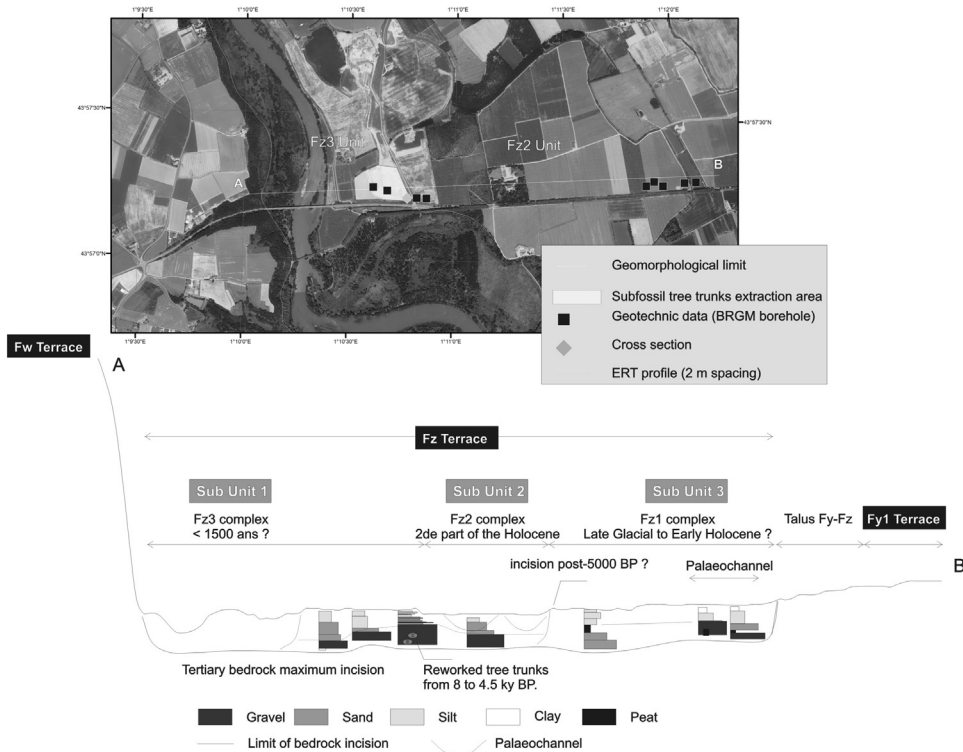 1°9'30"E
1°10'0"E
1°10'30"E
1°11'0"E
1°11'30"E
1°12'0"E
43°57'30"N
43°57'30"N
Fz3 Unit
Fz2 Unit
A
B
43°57'0"N
1°9'30"E
1°10'0"E
1°10'30"E
1°11'0"E
Geomorphological limit
Subfossil tree trunks extraction area
Geotechnic data (BRGM borehole)
Cross section
ERT profile (2 m spacing)
Fw Terrace
A
Fz Terrace
Sub Unit 1
Sub Unit 2
Sub Unit 3
Fz3 complex
< 1500 ans ?
Fz2 complex
2de part of the Holocene
Fz1 complex
Late Glacial to Early Holocene ?
Talus Fy-Fz
Fy1 Terrace
incision post-5000 BP ?
Palaeochannel
B
Tertiary bedrock maximum incision
Reworked tree trunks
from 8 to 4.5 ky BP.
Gravel
Sand
Silt
Clay
Peat
Limit of bedrock incision
Palaeochannel